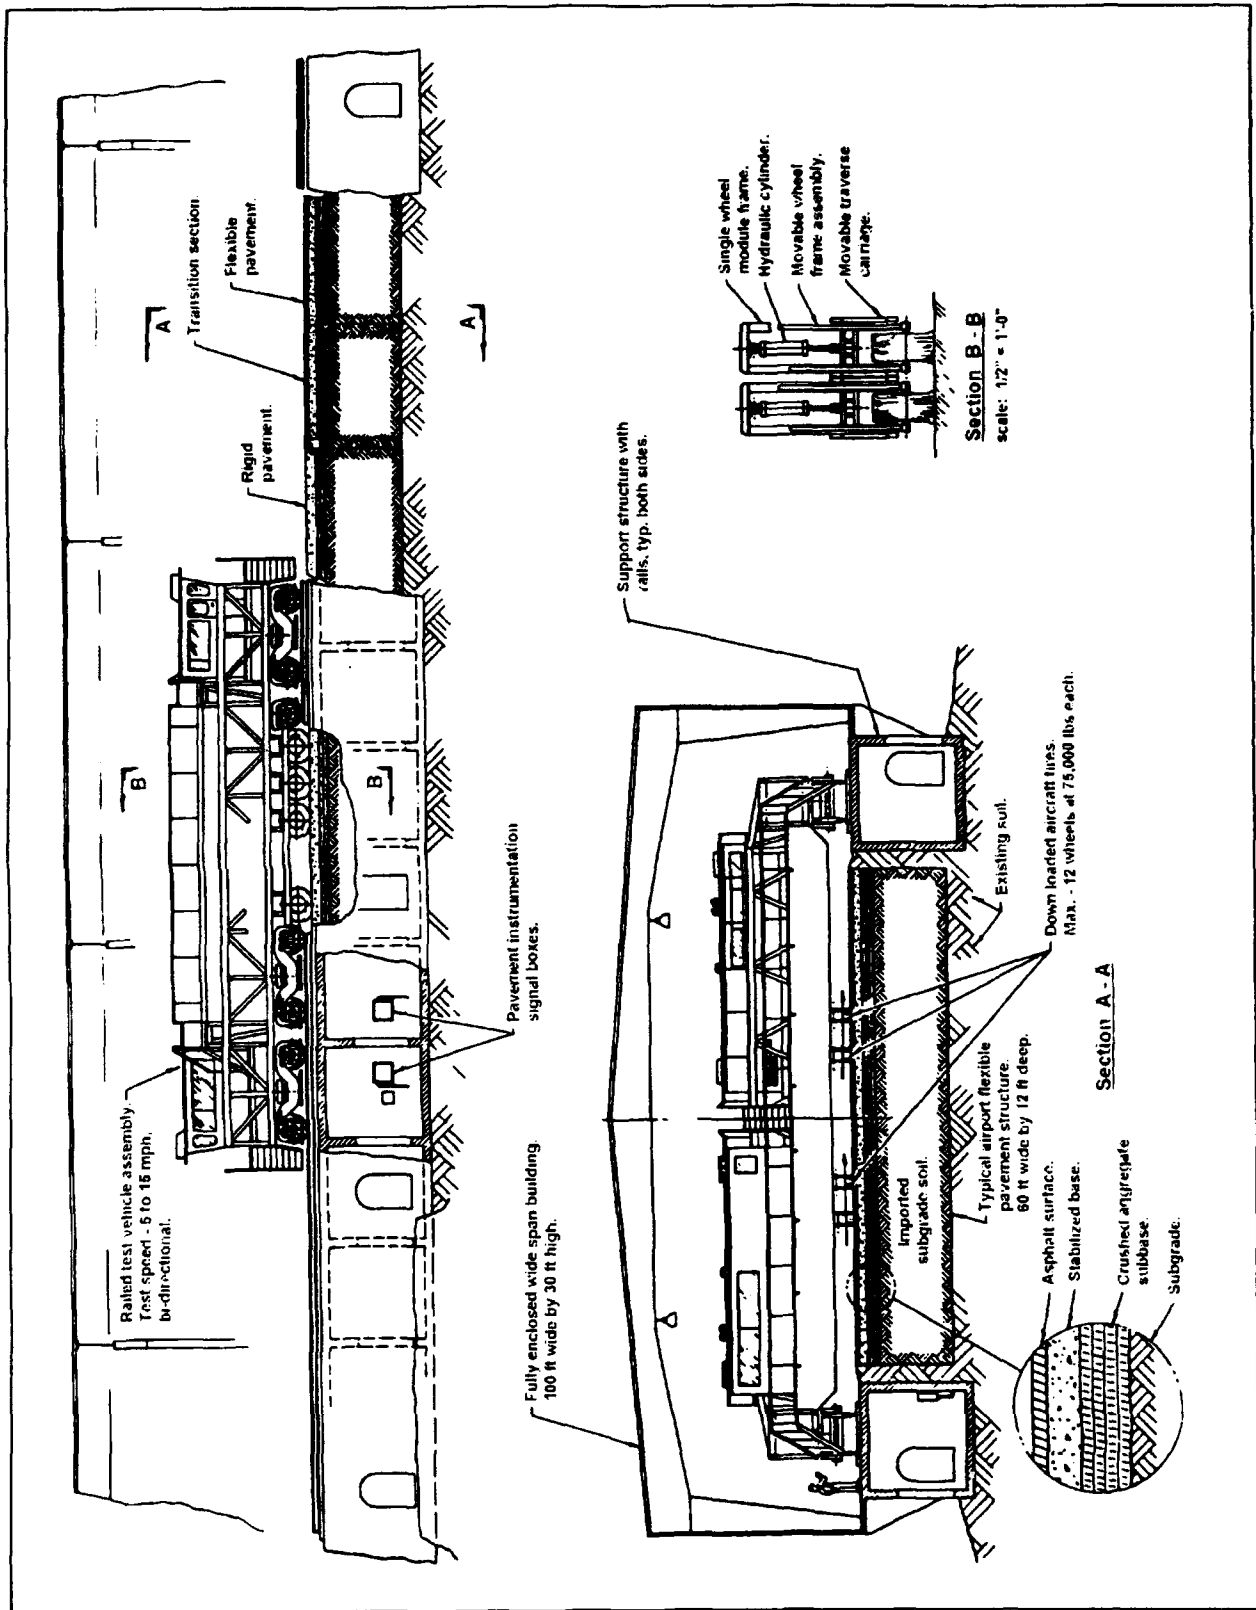 Railed test vehicle assembly.
Test speed - 5 to 15 mph,
bi-directional.
B
B
Rigid
pavement.
Transition section.
Flexible
pavement.
A
A
Pavement instrumentation
signal boxes.
Fully enclosed wide span building.
100 ft wide by 30 ft high.
Support structure with
rails, typ. both sides.
Single wheel
module frame.
Hydraulic cylinder.
Movable wheel
frame assembly.
Movable traverse
carriage.
Section B - B
scale: 1/2" = 1'-0"
Imported
subgrade soil.
Typical airport flexible
pavement structure.
60 ft wide by 12 ft deep.
Existing soil.
Down loaded aircraft tires.
Max. - 12 wheels at 75,000 lbs each.
Asphalt surface.
Stabilized base.
Crushed aggregate
subbase.
Subgrade.
Section A - A